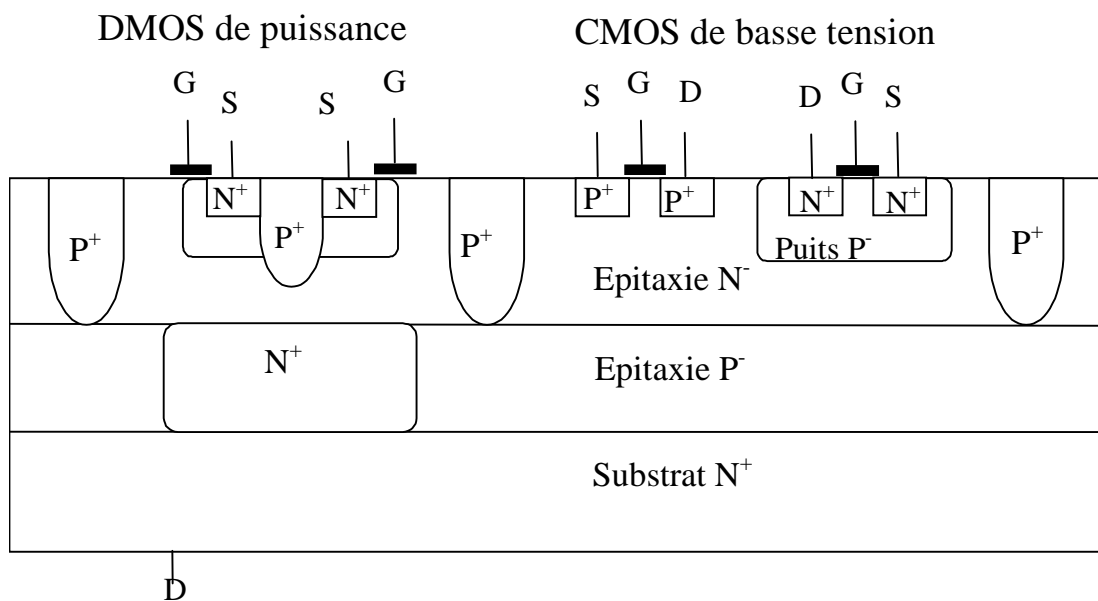 DMOS de puissance
CMOS de basse tension
G S S G
S G D D G S
N⁺ N⁺ P⁺ P⁺ N⁺ N⁺
P⁺ P⁺ P⁺ Puits P⁻ P⁺
Epitaxie N⁻
N⁺ Epitaxie P⁻
Substrat N⁺
D